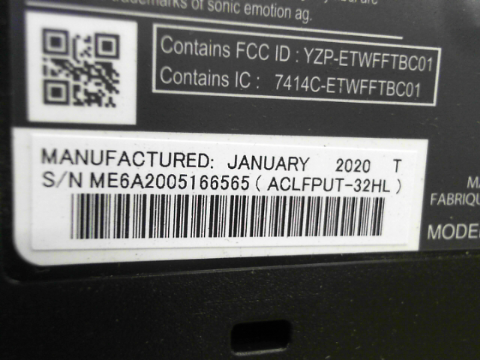 trademarks of sonic emotion ag.
Contains FCC ID : YZP-ETWFFTBC01
Contains IC : 7414C-ETWFFTBC01
MANUFACTURED: JANUARY 2020 T
S/N ME6A2005166565 ( ACLFPUT-32HL )
FABRIQU
MODE